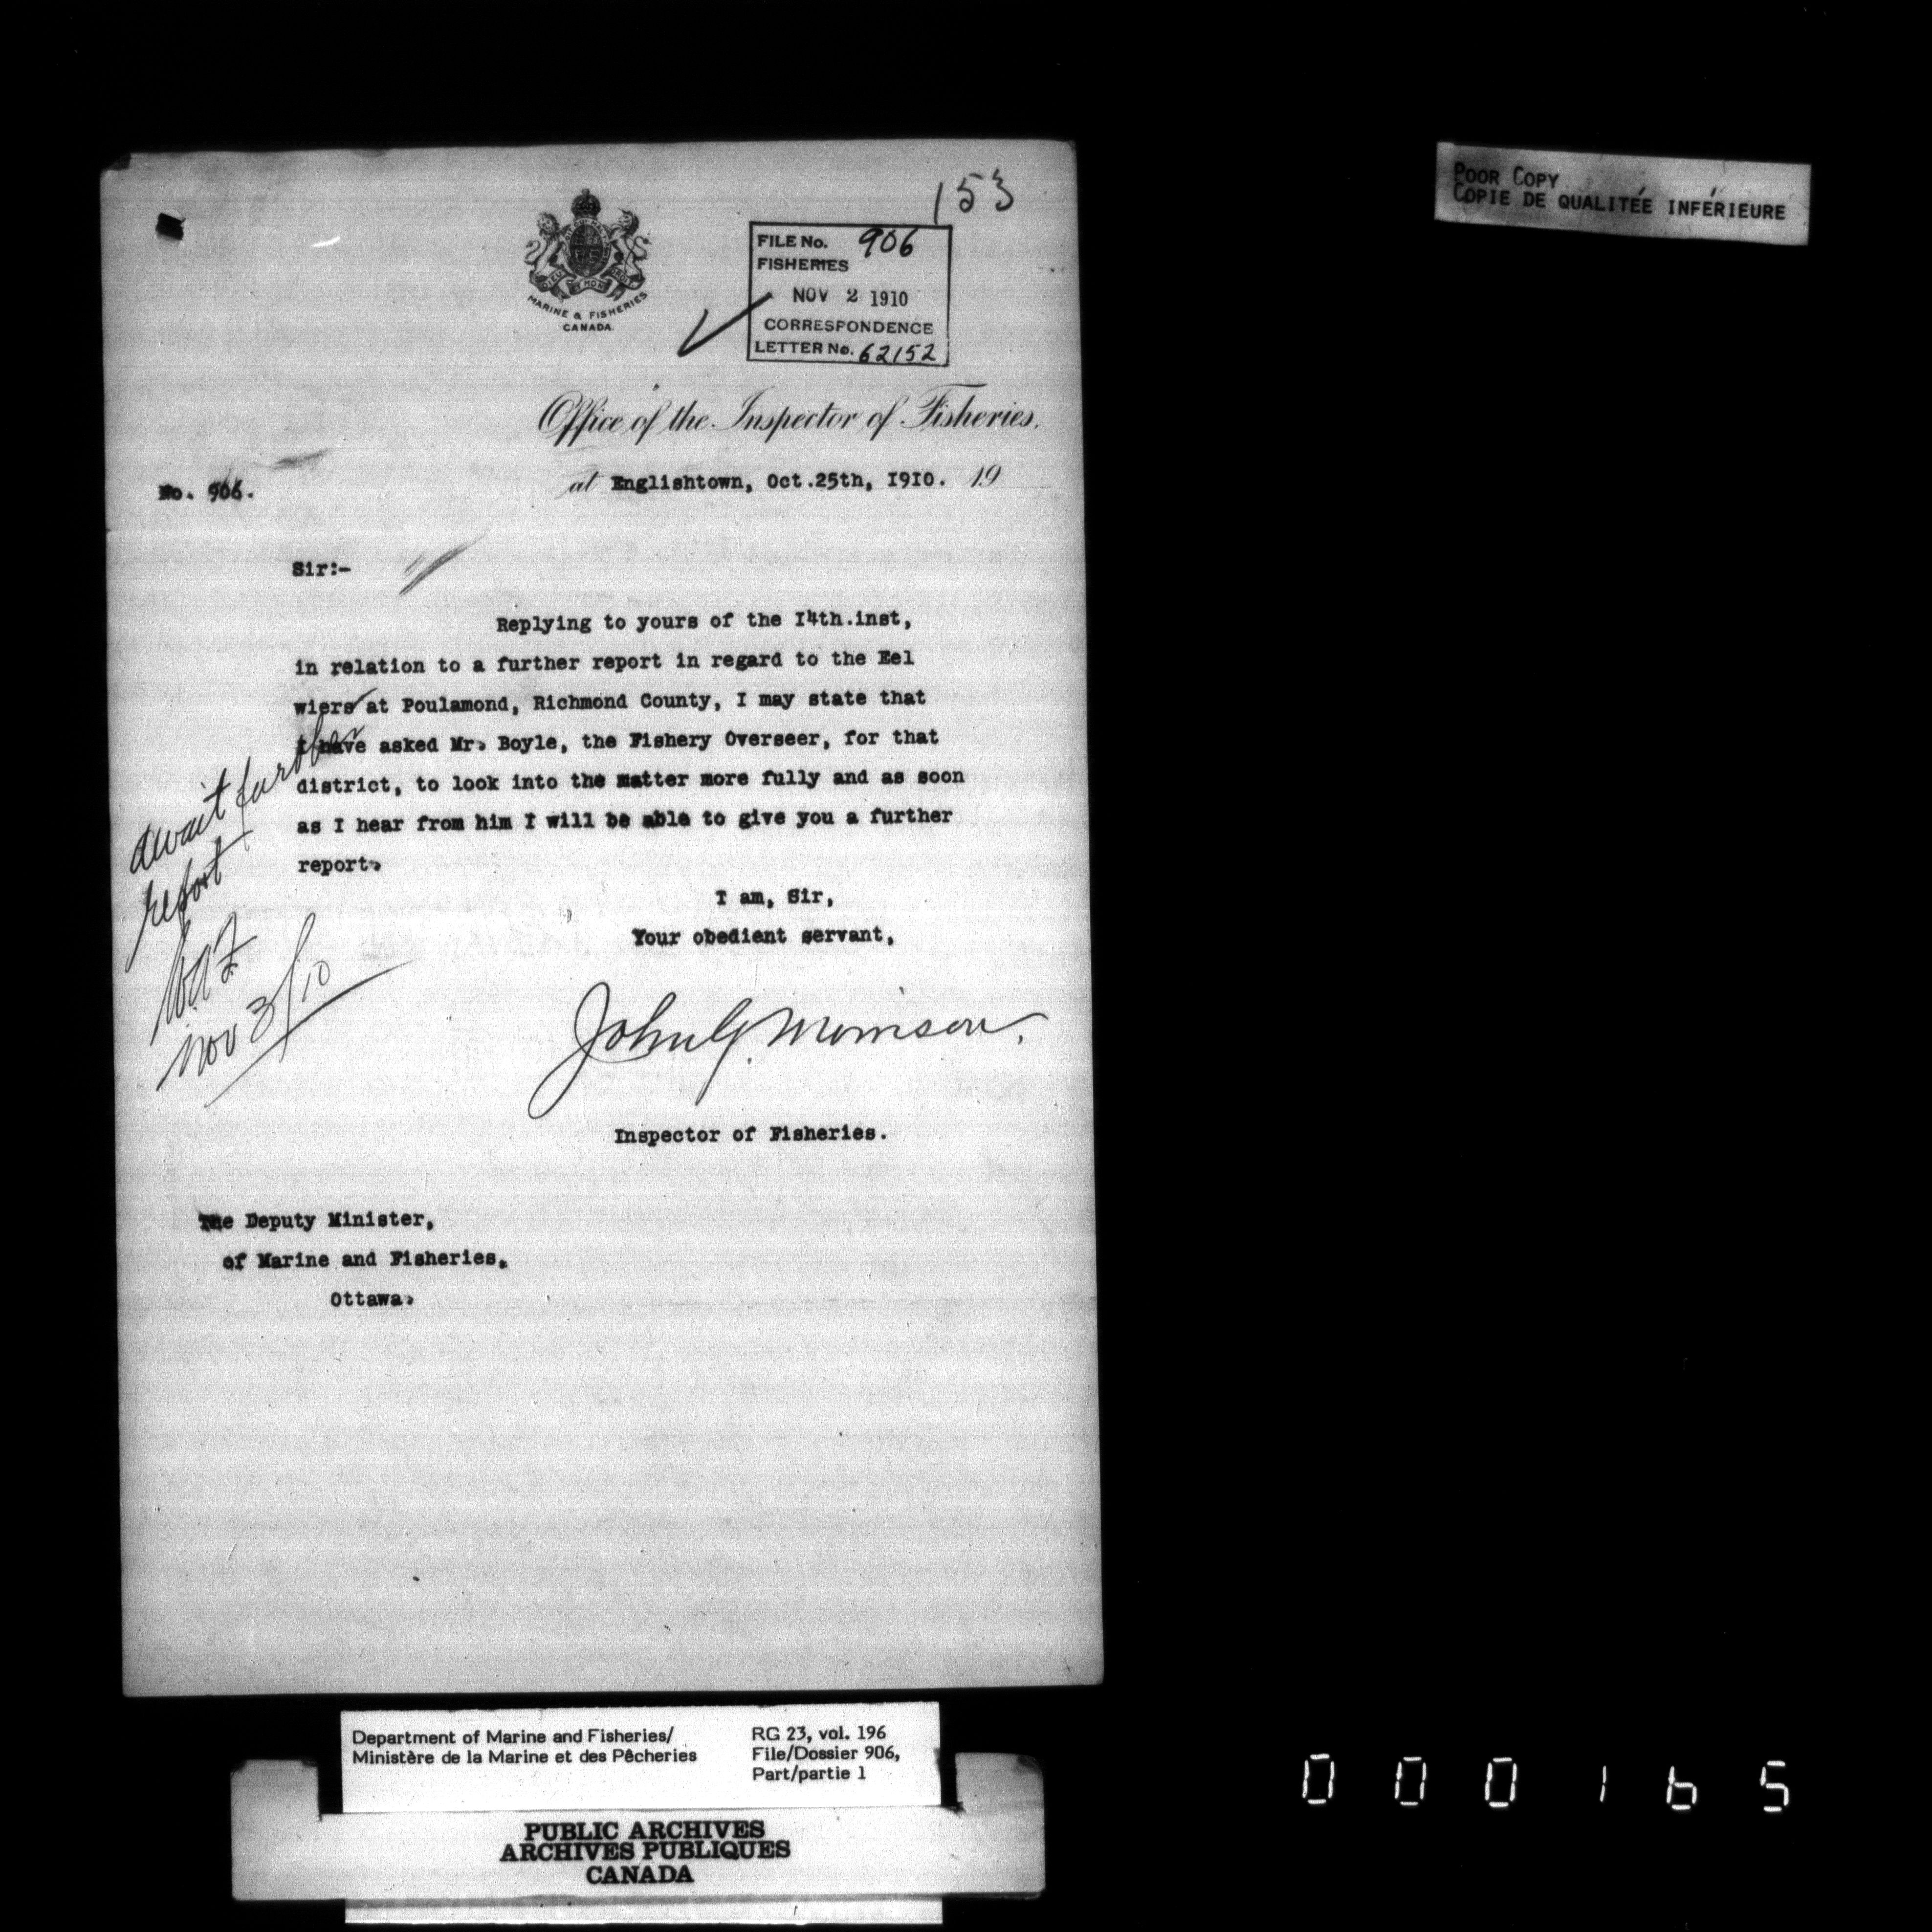 POOR COPY
COPIE DE QUALITÉE INFÉRIEURE
153
MARINE & FISHERIES
CANADA.
FILE No. 906
FISHERIES
NOV 2 1910
CORRESPONDENCE
LETTER No. 62152
Office of the Inspector of Fisheries.
No. 906.
at Englishtown, Oct.25th, I9I0. 19
Sir:-
Replying to yours of the I4th.inst,
in relation to a further report in regard to the Eel
wiers at Poulamond, Richmond County, I may state that
I have asked Mr. Boyle, the Fishery Overseer, for that
district, to look into the matter more fully and as soon
as I hear from him I will be able to give you a further
report.
await further
report
nov 3/10
I am, Sir,
Your obedient servant,
John G. Morrison.
Inspector of Fisheries.
The Deputy Minister,
of Marine and Fisheries,
Ottawa.
Department of Marine and Fisheries/
Ministère de la Marine et des Pêcheries
RG 23, vol. 196
File/Dossier 906,
Part/partie 1
PUBLIC ARCHIVES
ARCHIVES PUBLIQUES
CANADA
000165